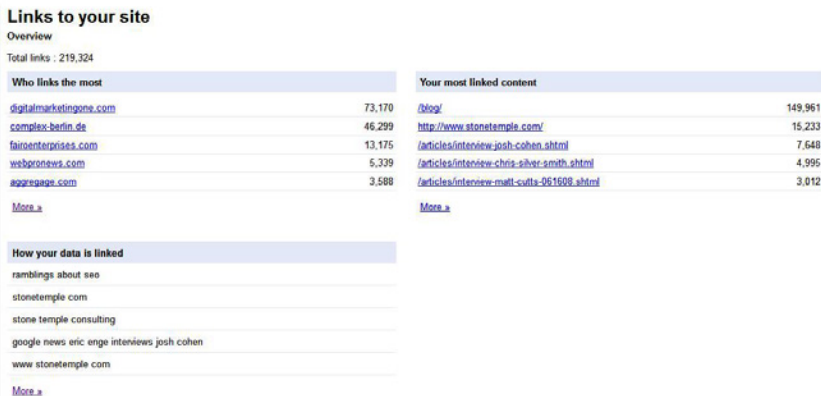 Links to your site
Overview
Total links : 219,324
Who links the most
digitalmarketingone.com 73,170
complex-berlin.de 46,299
fairoenterprises.com 13,175
webpronews.com 5,339
aggregage.com 3,588
More »
Your most linked content
/blog/ 149,961
http://www.stonetemple.com/ 15,233
/articles/interview-josh-cohen.shtml 7,648
/articles/interview-chris-silver-smith.shtml 4,995
/articles/interview-matt-cutts-061608.shtml 3,012
More »
How your data is linked
ramblings about seo
stonetemple com
stone temple consulting
google news eric enge interviews josh cohen
www stonetemple com
More »